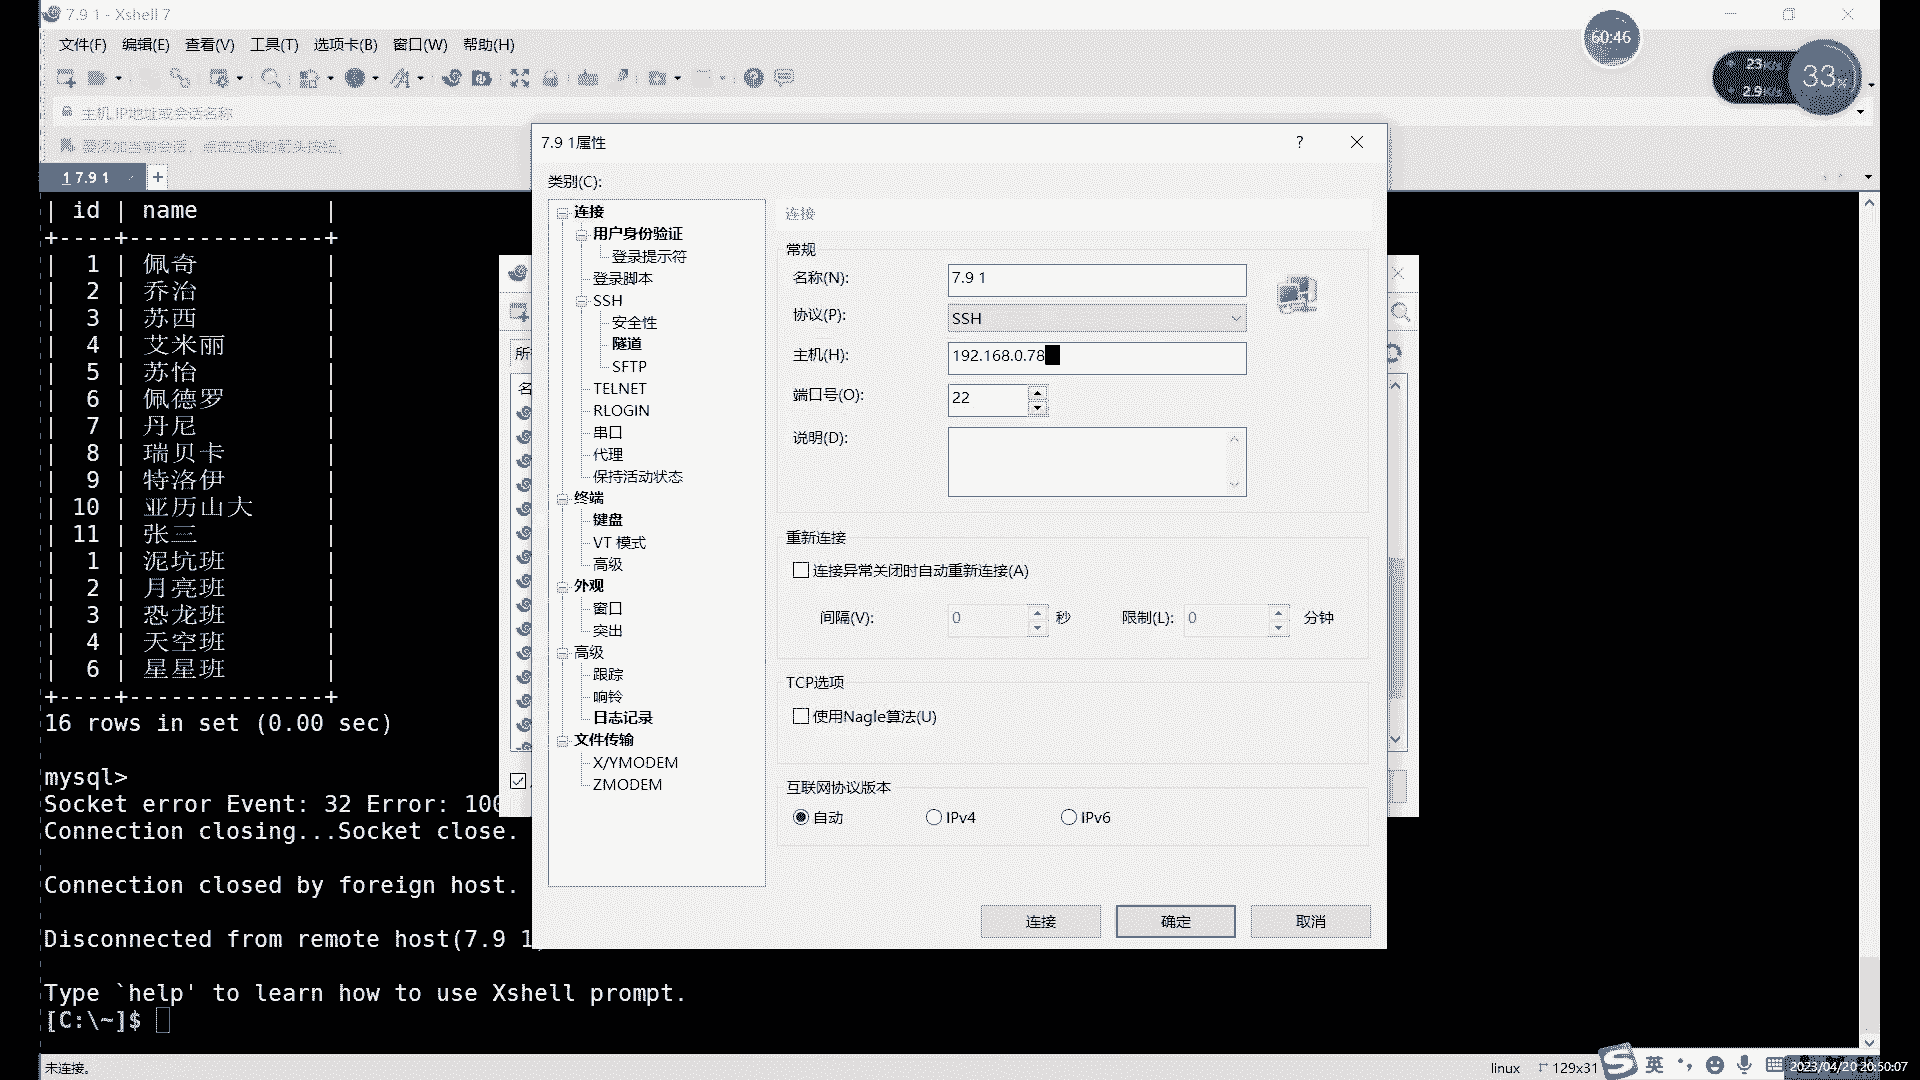 7.9 1 - Xshell 7
60:46
文件(F) 编辑(E) 查看(V) 工具(T) 选项卡(B) 窗口(W) 帮助(H)
23K/s
2.9K/s
33%
主机,IP地址或会话名称
要添加当前会话，点击左侧的箭头按钮。
1 7.9 1
+
| id | name |
+----+--------------+
| 1 | 佩奇 |
| 2 | 乔治 |
| 3 | 苏西 |
| 4 | 艾米丽 |
| 5 | 苏怡 |
| 6 | 佩德罗 |
| 7 | 丹尼 |
| 8 | 瑞贝卡 |
| 9 | 特洛伊 |
| 10 | 亚历山大 |
| 11 | 张三 |
| 1 | 泥坑班 |
| 2 | 月亮班 |
| 3 | 恐龙班 |
| 4 | 天空班 |
| 6 | 星星班 |
+----+--------------+
16 rows in set (0.00 sec)
mysql>
Socket error Event: 32 Error: 100
Connection closing...Socket close.
Connection closed by foreign host.
Disconnected from remote host(7.9 1)
Type `help' to learn how to use Xshell prompt.
[C:\~]$
所
名
7.9 1属性
?
类别(C):
连接
用户身份验证
登录提示符
登录脚本
SSH
安全性
隧道
SFTP
TELNET
RLOGIN
串口
代理
保持活动状态
终端
键盘
VT 模式
高级
外观
窗口
突出
高级
跟踪
响铃
日志记录
文件传输
X/YMODEM
ZMODEM
连接
常规
名称(N): 7.9 1
协议(P): SSH
主机(H): 192.168.0.78
端口号(O): 22
说明(D):
重新连接
连接异常关闭时自动重新连接(A)
间隔(V): 0 秒 限制(L): 0 分钟
TCP选项
使用Nagle算法(U)
互联网协议版本
自动 IPv4 IPv6
连接 确定 取消
未连接。
linux
129x31
英
2023/04/20 20:50:07